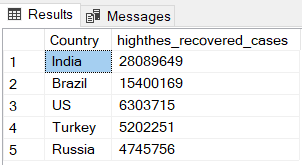 Results Messages
Country highthes_recovered_cases
1 India 28089649
2 Brazil 15400169
3 US 6303715
4 Turkey 5202251
5 Russia 4745756